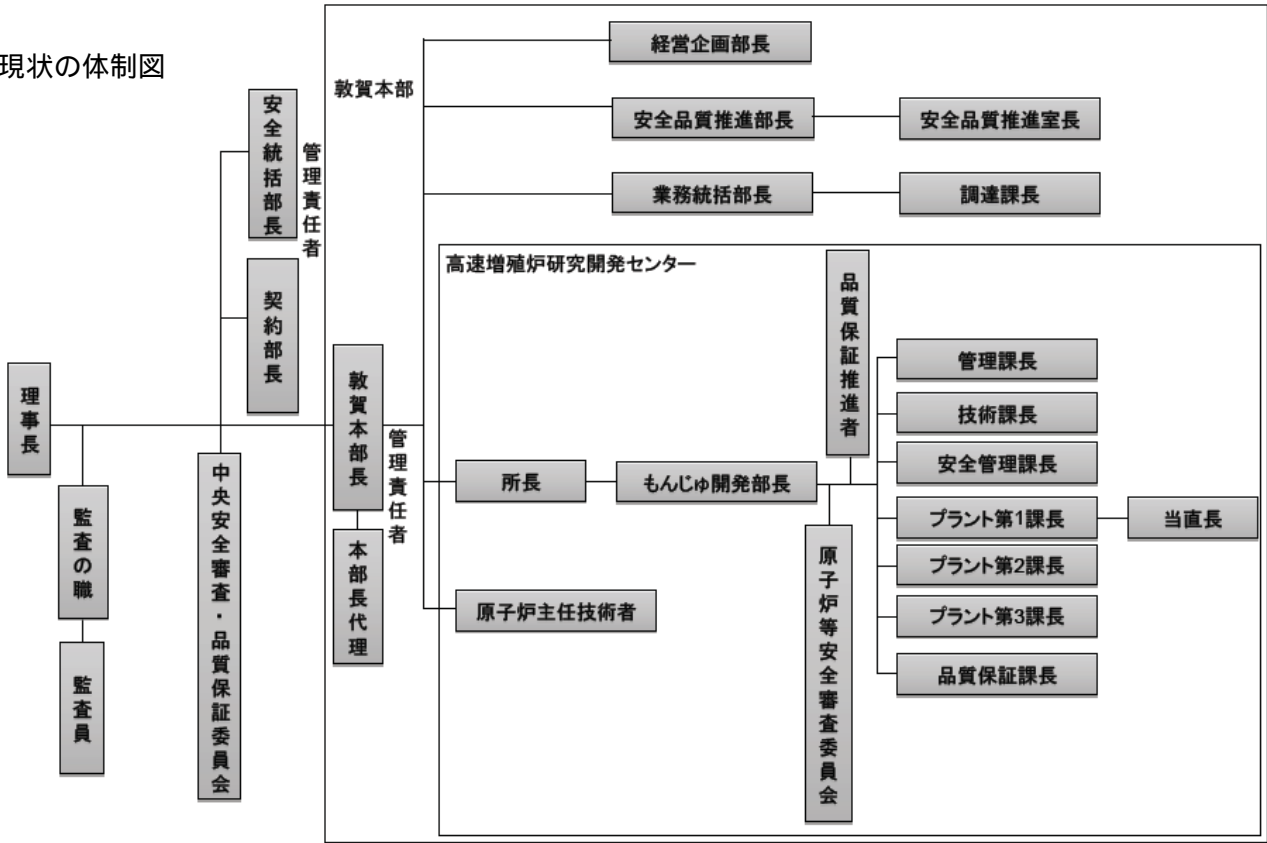 現状の体制図
理事長
監査の職
監査員
安全統括部長
管理責任者
契約部長
中央安全審査・品質保証委員会
敦賀本部
敦賀本部長
管理責任者
本部長代理
経営企画部長
安全品質推進部長
安全品質推進室長
業務統括部長
調達課長
高速増殖炉研究開発センター
所長
もんじゅ開発部長
原子炉主任技術者
品質保証推進者
原子炉等安全審査委員会
管理課長
技術課長
安全管理課長
プラント第1課長
当直長
プラント第2課長
プラント第3課長
品質保証課長